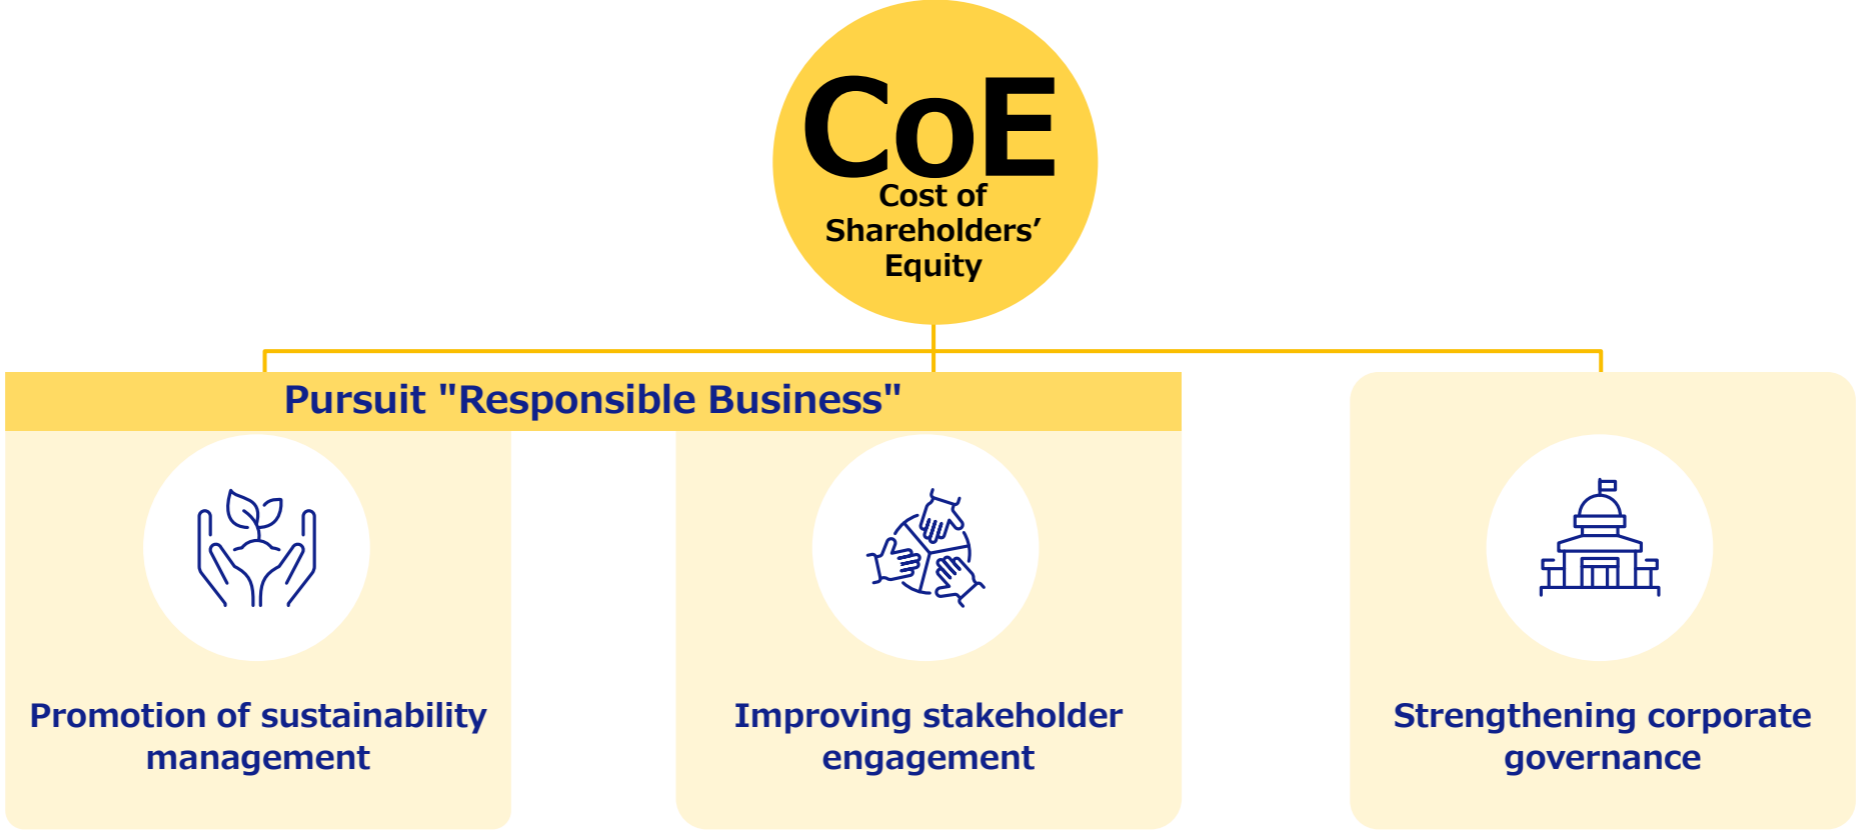 CoE
Cost of
Shareholders’
Equity
Pursuit "Responsible Business"
Promotion of sustainability
management
Improving stakeholder
engagement
Strengthening corporate
governance